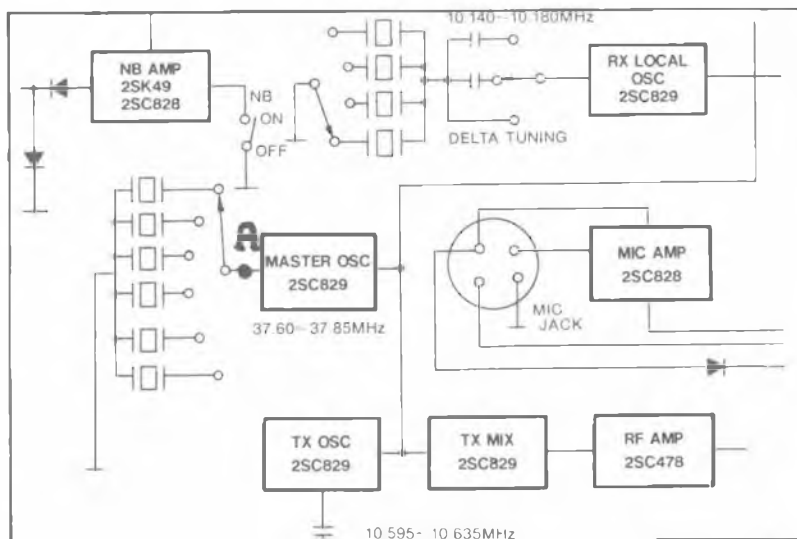 10.140-10.180MHz
NB AMP
2SK49
2SC828
NB
ON
OFF
RX LOCAL
OSC
2SC829
DELTA TUNING
MASTER OSC
2SC829
37.60-37.85MHz
MIC AMP
2SC828
MIC
JACK
TX OSC
2SC829
TX MIX
2SC829
RF AMP
2SC478
10.595-10.635MHz